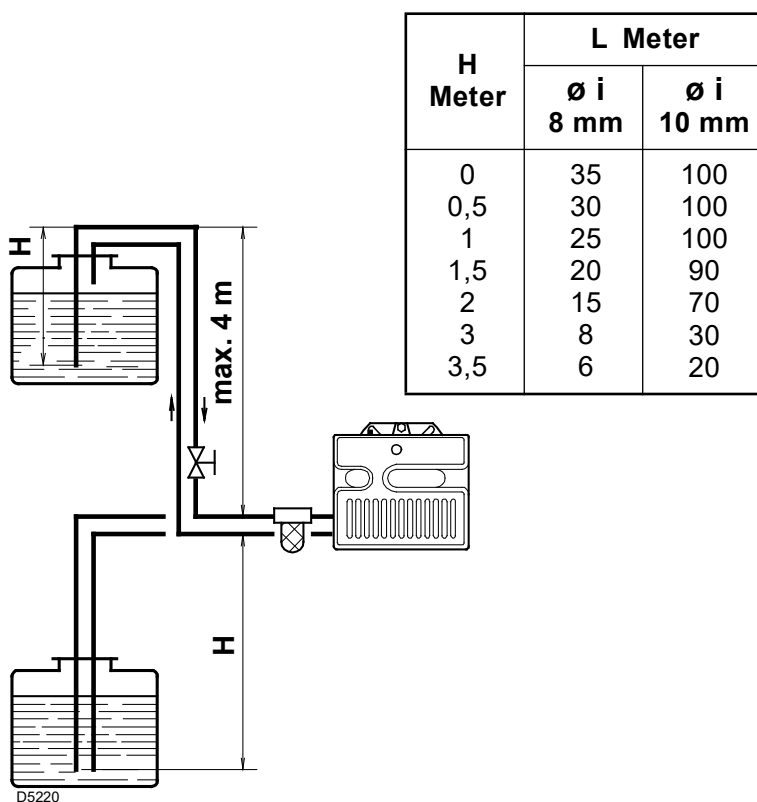 H
Meter
L Meter
ø i
8 mm
ø i
10 mm
0 35 100
0,5 30 100
1 25 100
1,5 20 90
2 15 70
3 8 30
3,5 6 20
H
max. 4 m
H
D5220